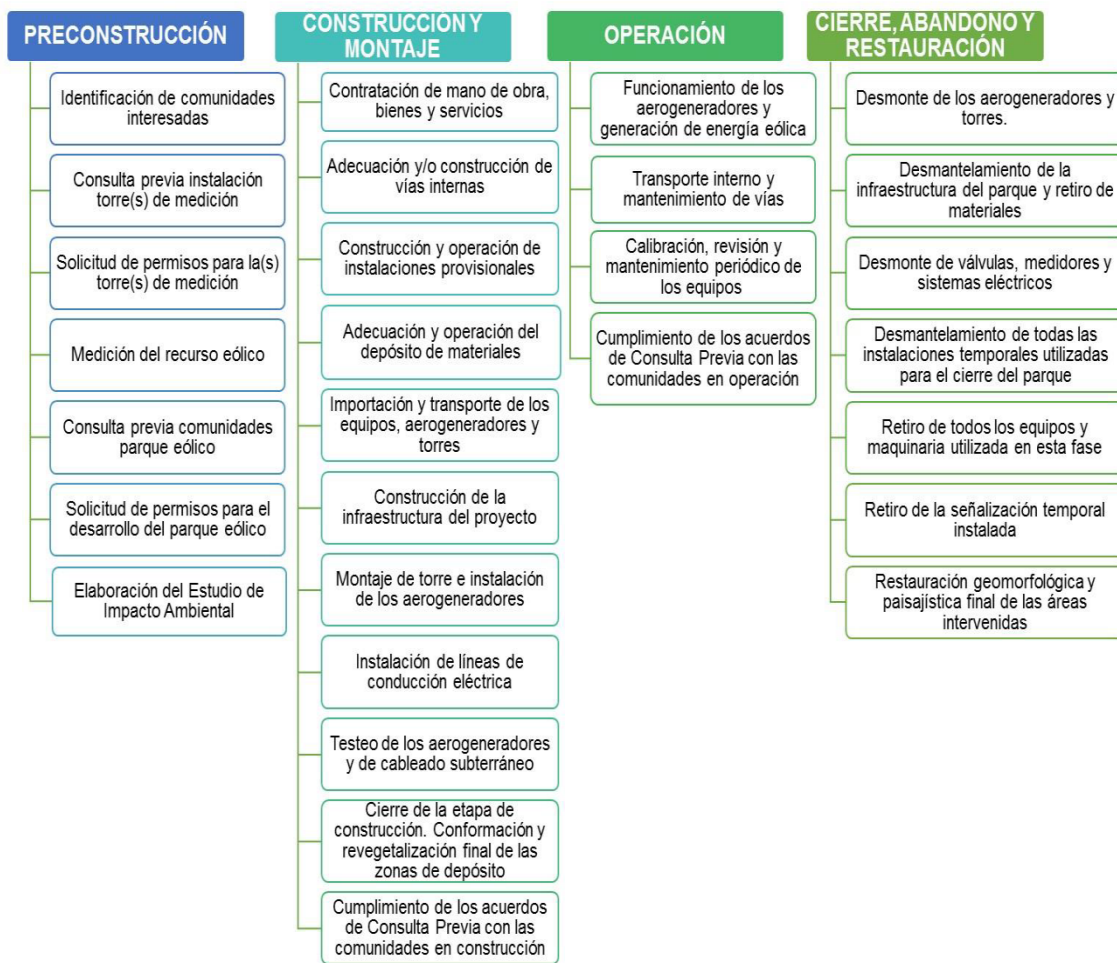 PRECONSTRUCCIÓN
Identificación de comunidades
interesadas
Consulta previa instalación
torre(s) de medición
Solicitud de permisos para la(s)
torre(s) de medición
Medición del recurso eólico
Consulta previa comunidades
parque eólico
Solicitud de permisos para el
desarrollo del parque eólico
Elaboración del Estudio de
Impacto Ambiental
CONSTRUCCIÓN Y
MONTAJE
Contratación de mano de obra,
bienes y servicios
Adecuación y/o construcción de
vías internas
Construcción y operación de
instalaciones provisionales
Adecuación y operación del
depósito de materiales
Importación y transporte de los
equipos, aerogeneradores y
torres
Construcción de la
infraestructura del proyecto
Montaje de torre e instalación
de los aerogeneradores
Instalación de líneas de
conducción eléctrica
Testeo de los aerogeneradores
y de cableado subterráneo
Cierre de la etapa de
construcción. Conformación y
revegetalización final de las
zonas de depósito
Cumplimiento de los acuerdos
de Consulta Previa con las
comunidades en construcción
OPERACIÓN
Funcionamiento de los
aerogeneradores y
generación de energía eólica
Transporte interno y
mantenimiento de vías
Calibración, revisión y
mantenimiento periódico de
los equipos
Cumplimiento de los acuerdos
de Consulta Previa con las
comunidades en operación
CIERRE, ABANDONO Y
RESTAURACIÓN
Desmonte de los aerogeneradores y
torres.
Desmantelamiento de la
infraestructura del parque y retiro de
materiales
Desmonte de válvulas, medidores y
sistemas eléctricos
Desmantelamiento de todas las
instalaciones temporales utilizadas
para el cierre del parque
Retiro de todos los equipos y
maquinaria utilizada en esta fase
Retiro de la señalización temporal
instalada
Restauración geomorfológica y
paisajística final de las áreas
intervenidas